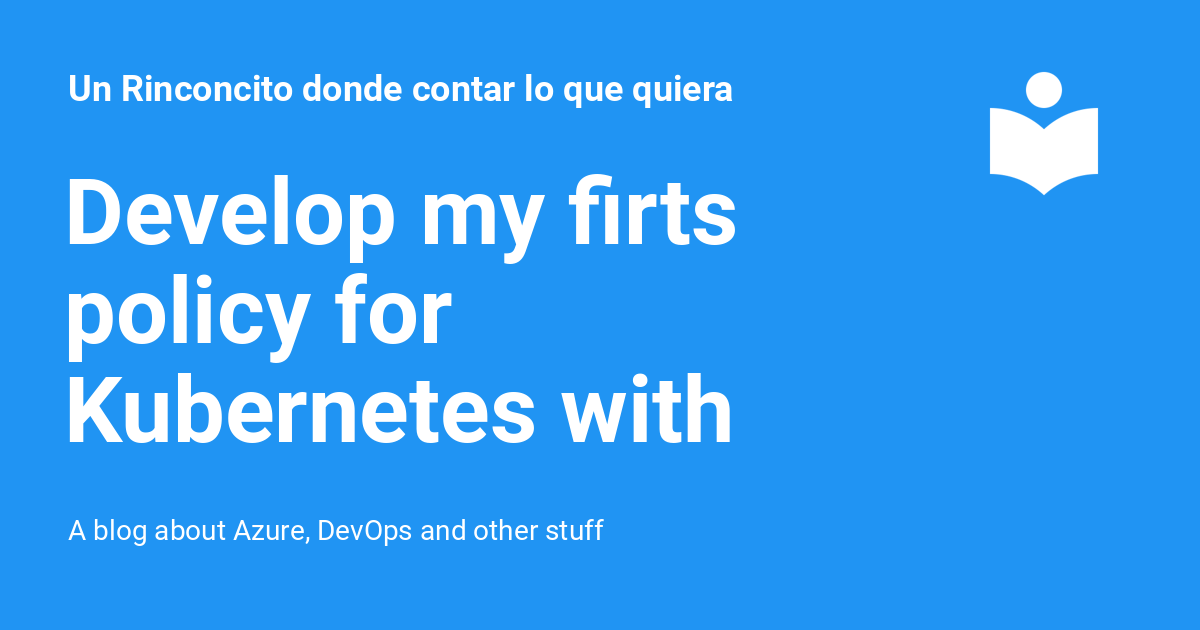 Un Rinconcito donde contar lo que quiera
Develop my firts
policy for
Kubernetes with
A blog about Azure, DevOps and other stuff